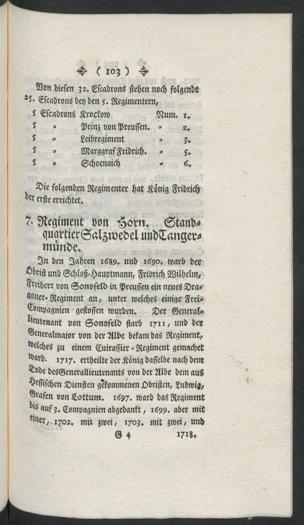 ( 103 )
Von diesen 32. Escadrons stehen noch folgende
25. Escadrons bey den 5. Regimentern,
5 Escadrons Krockow Num. 1.
5 " Prinz von Preussen. " 2.
5 " Leibregiment " 3.
5 " Marggraf Fridrich. " 5.
5 " Schoenaich " 6.
Die folgenden Regimenter hat König Fridrich
der erste errichtet.
7. Regiment von Horn. Stand-
quartier Salzwedel und Tanger-
münde.
In den Jahren 1689. und 1690. warb der
Obrist und Schloß-Hauptmann, Fridrich Wilhelm,
Freiherr von Sonsfeld in Preussen ein neues Dra-
goner-Regiment an, unter welches einige Frei-
Compagnien gestossen wurden. Der General-
lieutenant von Sonsfeld starb 1711, und der
Generalmajor von der Albe bekam das Regiment,
welches zu einem Cuirassier-Regiment gemachet
ward. 1717. ertheilte der König dasselbe nach dem
Tode des Generallieutenants von der Albe dem aus
Hessischen Diensten gekommenen Obristen, Ludwig,
Grafen von Lottum. 1697. ward das Regiment
bis auf 3. Compagnien abgedankt, 1699. aber mit
einer, 1702. mit zwei, 1703. mit zwei, und
G 4 1718.